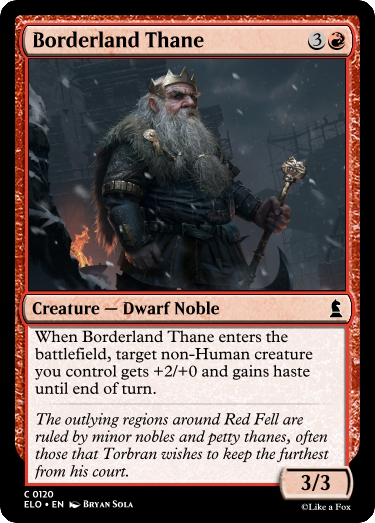 Borderland Thane 3
Creature — Dwarf Noble
When Borderland Thane enters the
battlefield, target non-Human creature
you control gets +2/+0 and gains haste
until end of turn.
The outlying regions around Red Fell are
ruled by minor nobles and petty thanes, often
those that Torbran wishes to keep the furthest
from his court.
3/3
C 0120
ELO • EN Bryan Sola
©Like a Fox